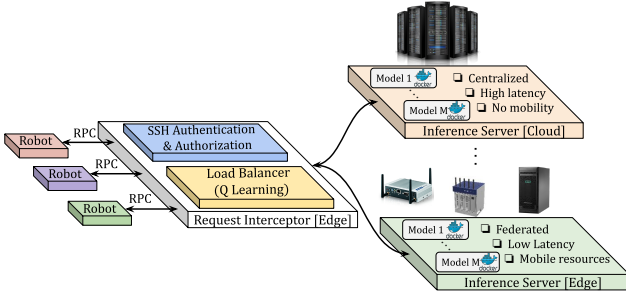 Robot
RPC
Robot
RPC
Robot
RPC
SSH Authentication
& Authorization
Load Balancer
(Q Learning)
Request Interceptor [Edge]
Model 1
docker
Model M
docker
❑ Centralized
❑ High latency
❑ No mobility
Inference Server [Cloud]
Model 1
docker
Model M
docker
❑ Federated
❑ Low Latency
❑ Mobile resources
Inference Server [Edge]